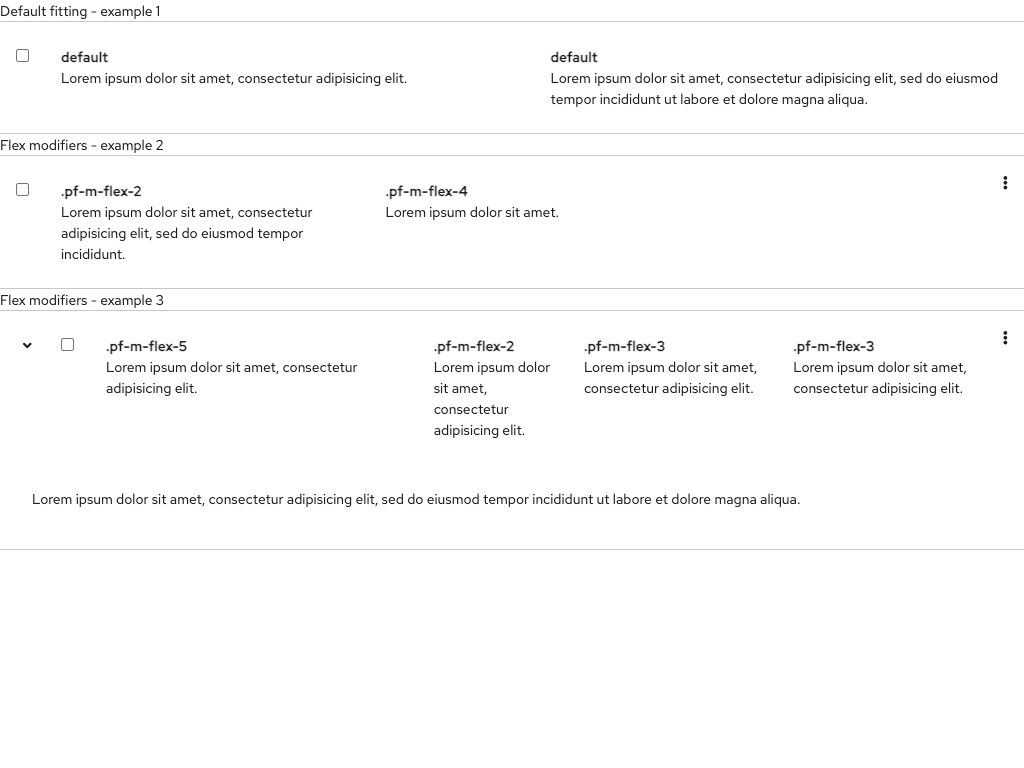 Default fitting - example 1
default
Lorem ipsum dolor sit amet, consectetur adipisicing elit.
default
Lorem ipsum dolor sit amet, consectetur adipisicing elit, sed do eiusmod
tempor incididunt ut labore et dolore magna aliqua.
Flex modifiers - example 2
.pf-m-flex-2
Lorem ipsum dolor sit amet, consectetur
adipisicing elit, sed do eiusmod tempor
incididunt.
.pf-m-flex-4
Lorem ipsum dolor sit amet.
Flex modifiers - example 3
.pf-m-flex-5
Lorem ipsum dolor sit amet, consectetur
adipisicing elit.
.pf-m-flex-2
Lorem ipsum dolor
sit amet,
consectetur
adipisicing elit.
.pf-m-flex-3
Lorem ipsum dolor sit amet,
consectetur adipisicing elit.
.pf-m-flex-3
Lorem ipsum dolor sit amet,
consectetur adipisicing elit.
Lorem ipsum dolor sit amet, consectetur adipisicing elit, sed do eiusmod tempor incididunt ut labore et dolore magna aliqua.